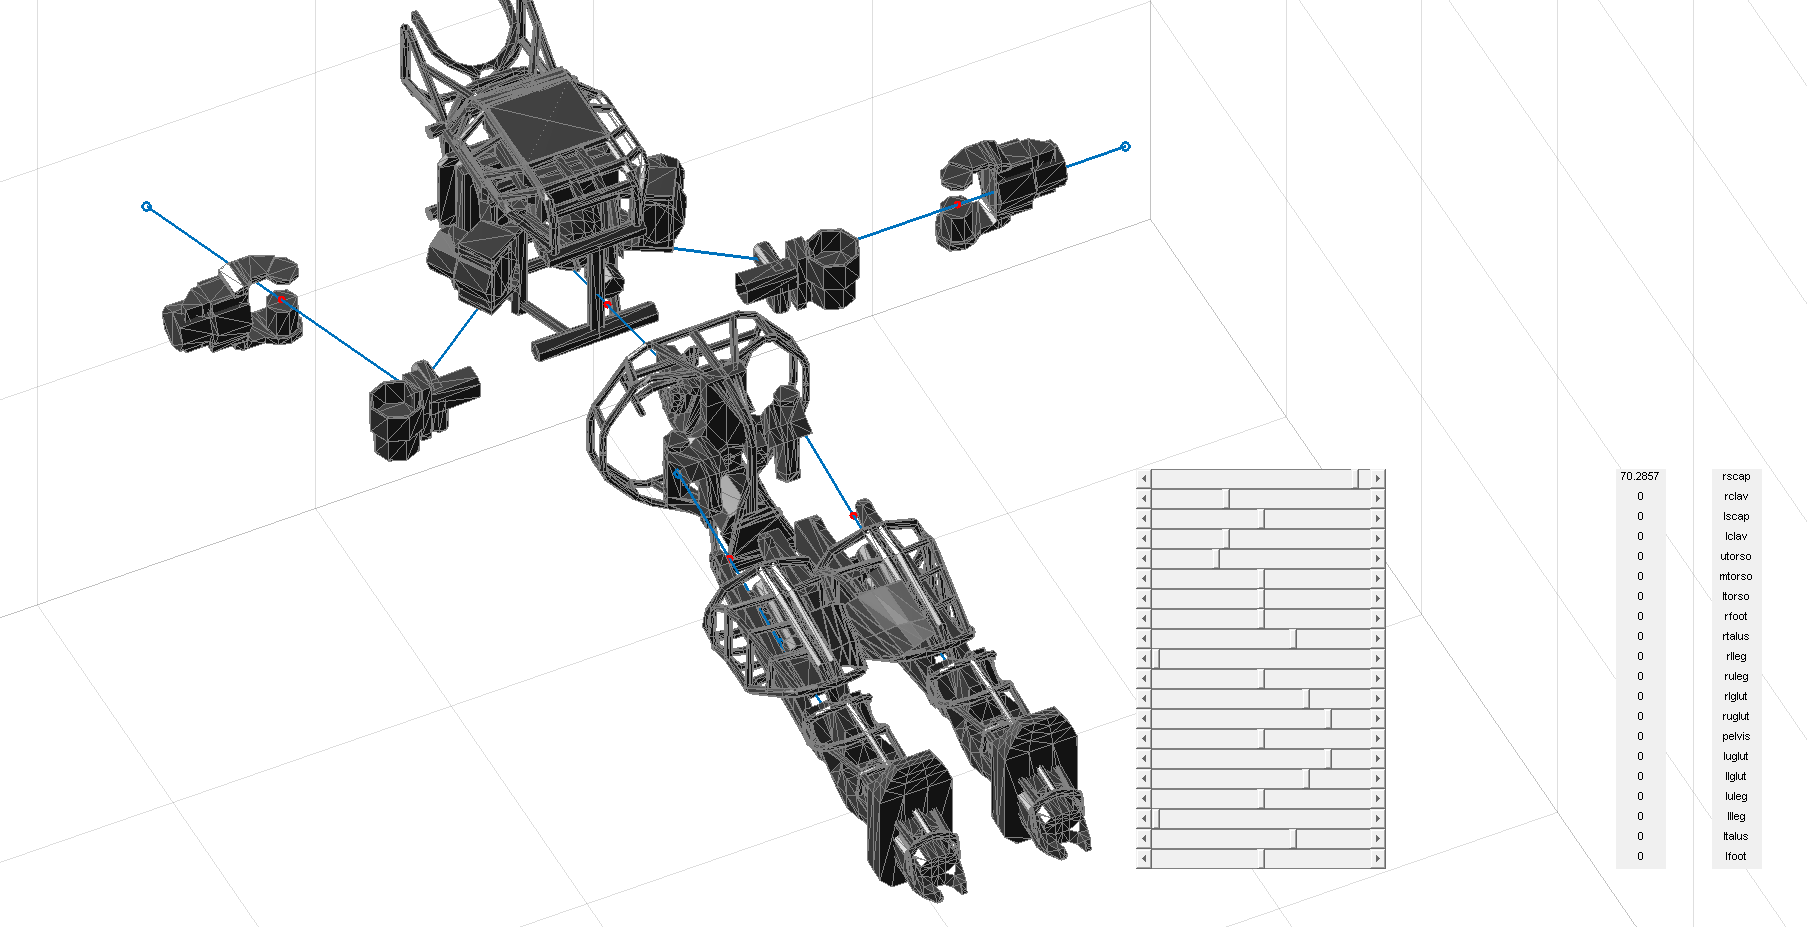 70.2857 rscap
0 rclav
0 lscap
0 lclav
0 utorso
0 mtorso
0 ltorso
0 rfoot
0 rtalus
0 rlleg
0 ruleg
0 rlglut
0 ruglut
0 pelvis
0 luglut
0 llglut
0 luleg
0 llleg
0 ltalus
0 lfoot